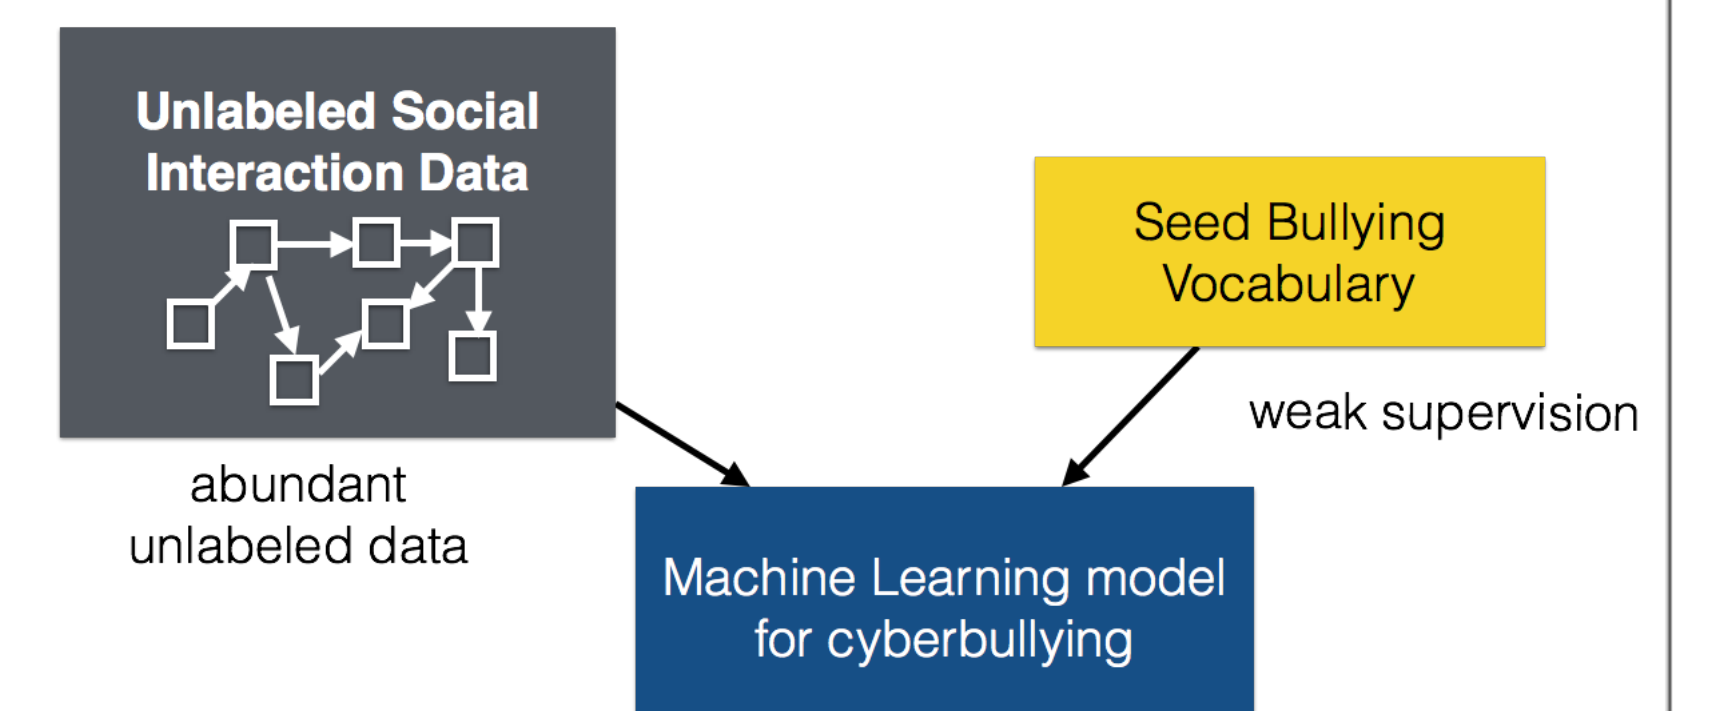 Unlabeled Social
Interaction Data
abundant
unlabeled data
Seed Bullying
Vocabulary
weak supervision
Machine Learning model
for cyberbullying